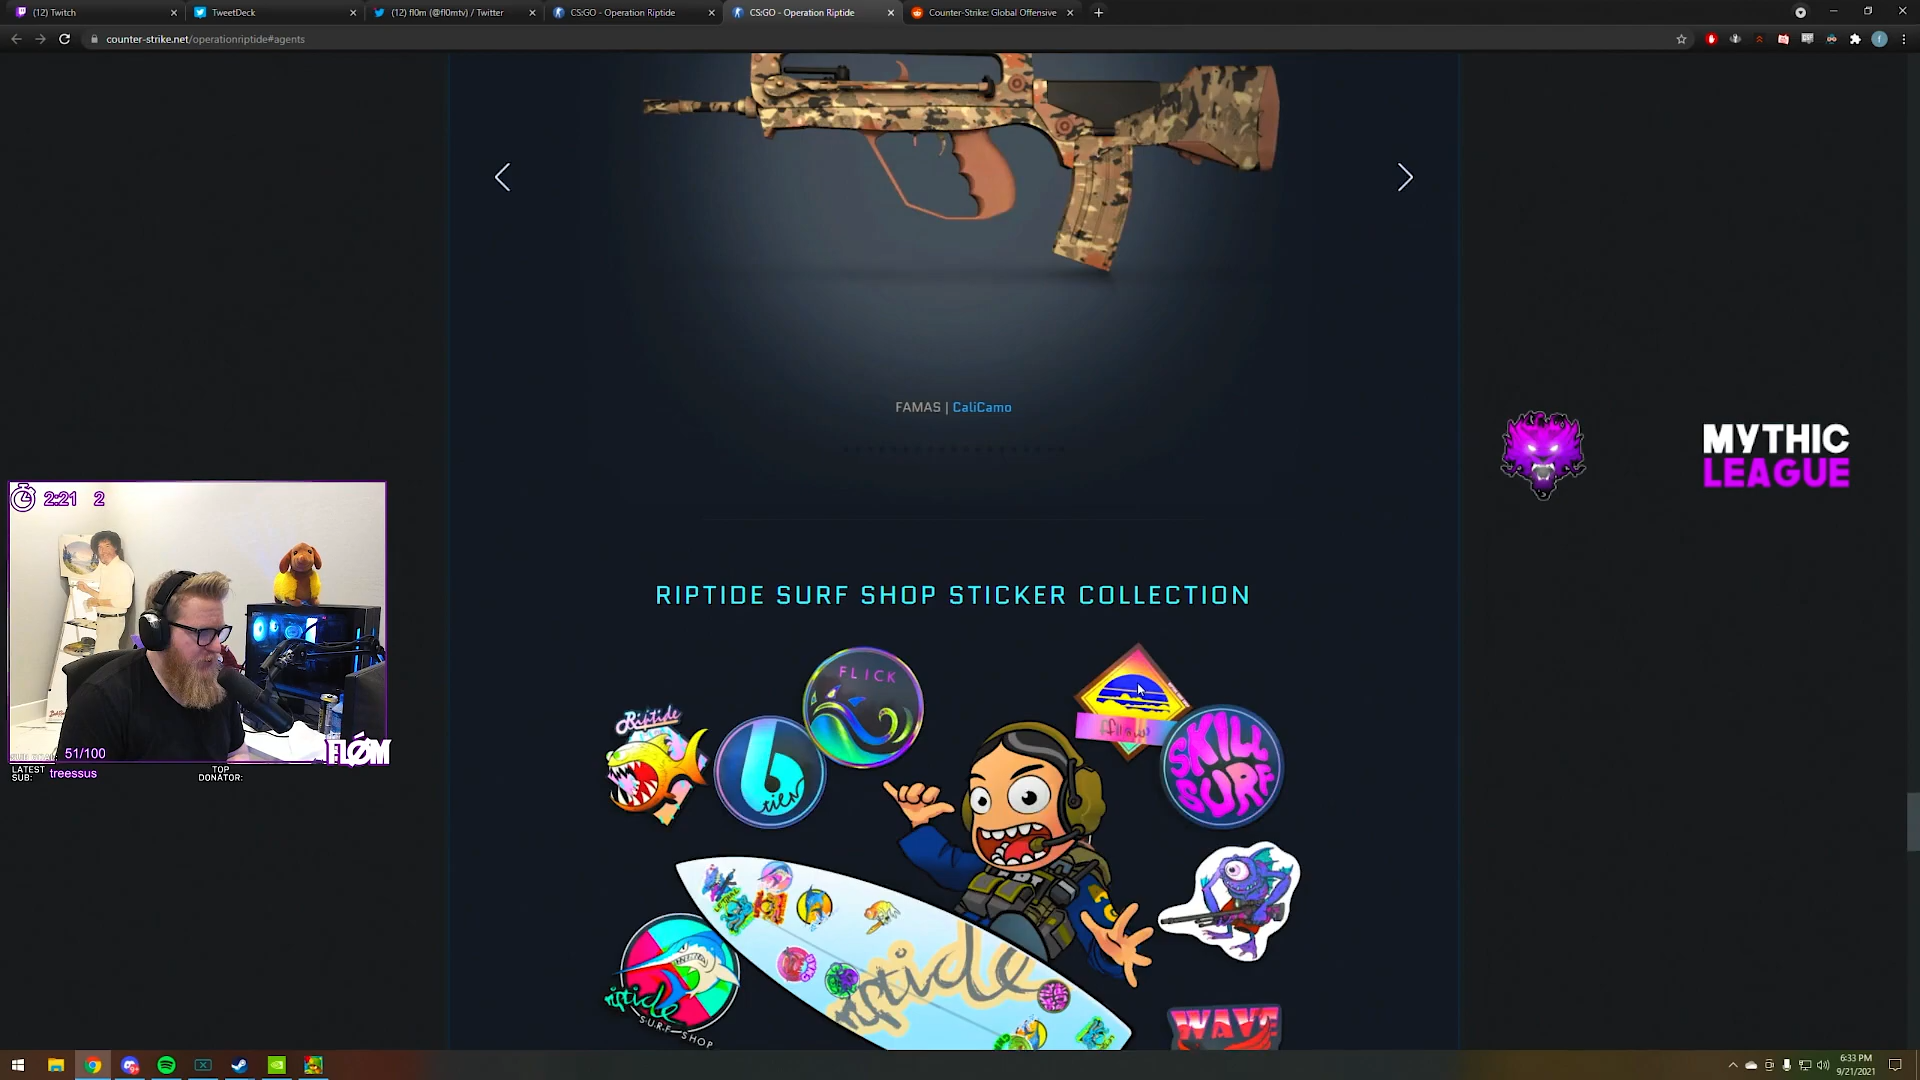 (12) Twitch
TweetDeck
(12) fl0m (@fl0mtv) / Twitter
CS:GO - Operation Riptide
CS:GO - Operation Riptide
Counter-Strike: Global Offensive
counter-strike.net/operationriptide#agents
FAMAS | CaliCamo
MYTHIC
LEAGUE
2:21 2
RIPTIDE SURF SHOP STICKER COLLECTION
FLICK
Riptide
b
tier
SKILL
SURF
FLØM
51/100
LATEST
SUB:
treessus
TOP
DONATOR:
riptide
riptide
SURF SHOP
WAVE
6:33 PM
9/21/2021